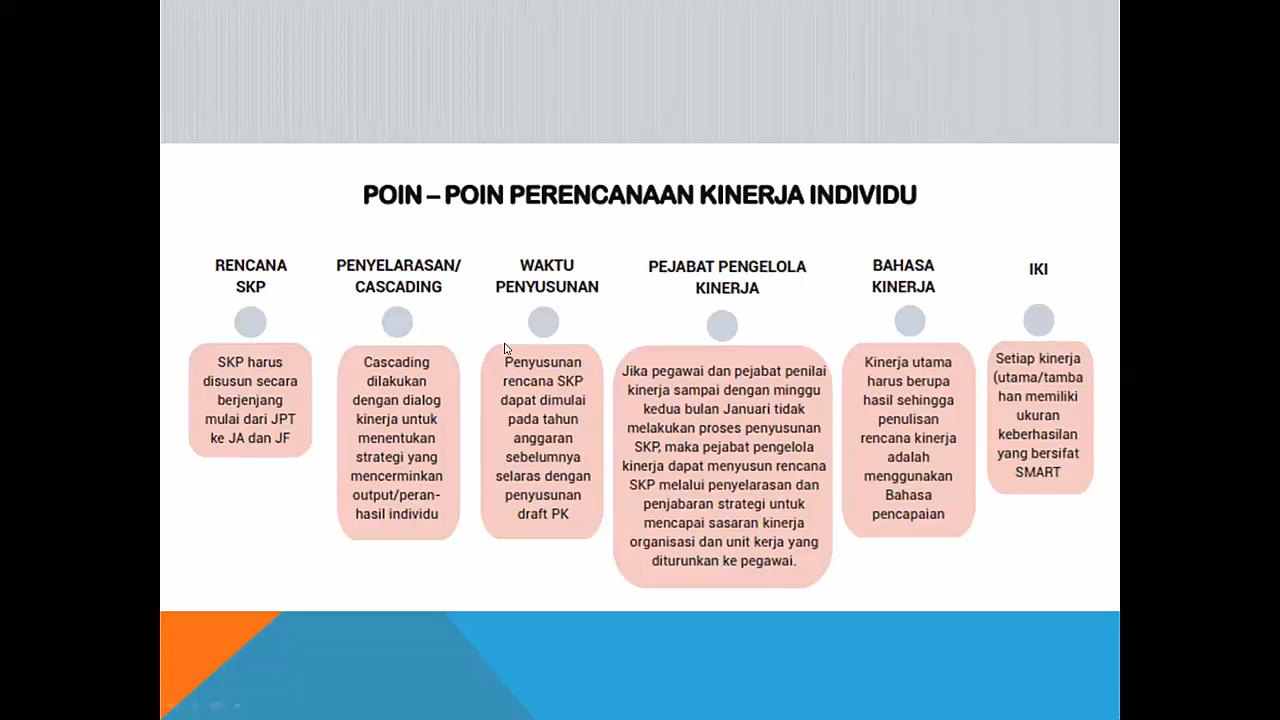 POIN – POIN PERENCANAAN KINERJA INDIVIDU
RENCANA
SKP
SKP harus
disusun secara
berjenjang
mulai dari JPT
ke JA dan JF
PENYELARASAN/
CASCADING
Cascading
dilakukan
dengan dialog
kinerja untuk
menentukan
strategi yang
mencerminkan
output/peran-
hasil individu
WAKTU
PENYUSUNAN
Penyusunan
rencana SKP
dapat dimulai
pada tahun
anggaran
sebelumnya
selaras dengan
penyusunan
draft PK
PEJABAT PENGELOLA
KINERJA
Jika pegawai dan pejabat penilai
kinerja sampai dengan minggu
kedua bulan Januari tidak
melakukan proses penyusunan
SKP, maka pejabat pengelola
kinerja dapat menyusun rencana
SKP melalui penyelarasan dan
penjabaran strategi untuk
mencapai sasaran kinerja
organisasi dan unit kerja yang
diturunkan ke pegawai.
BAHASA
KINERJA
Kinerja utama
harus berupa
hasil sehingga
penulisan
rencana kinerja
adalah
menggunakan
Bahasa
pencapaian
IKI
Setiap kinerja
(utama/tamba
han memiliki
ukuran
keberhasilan
yang bersifat
SMART